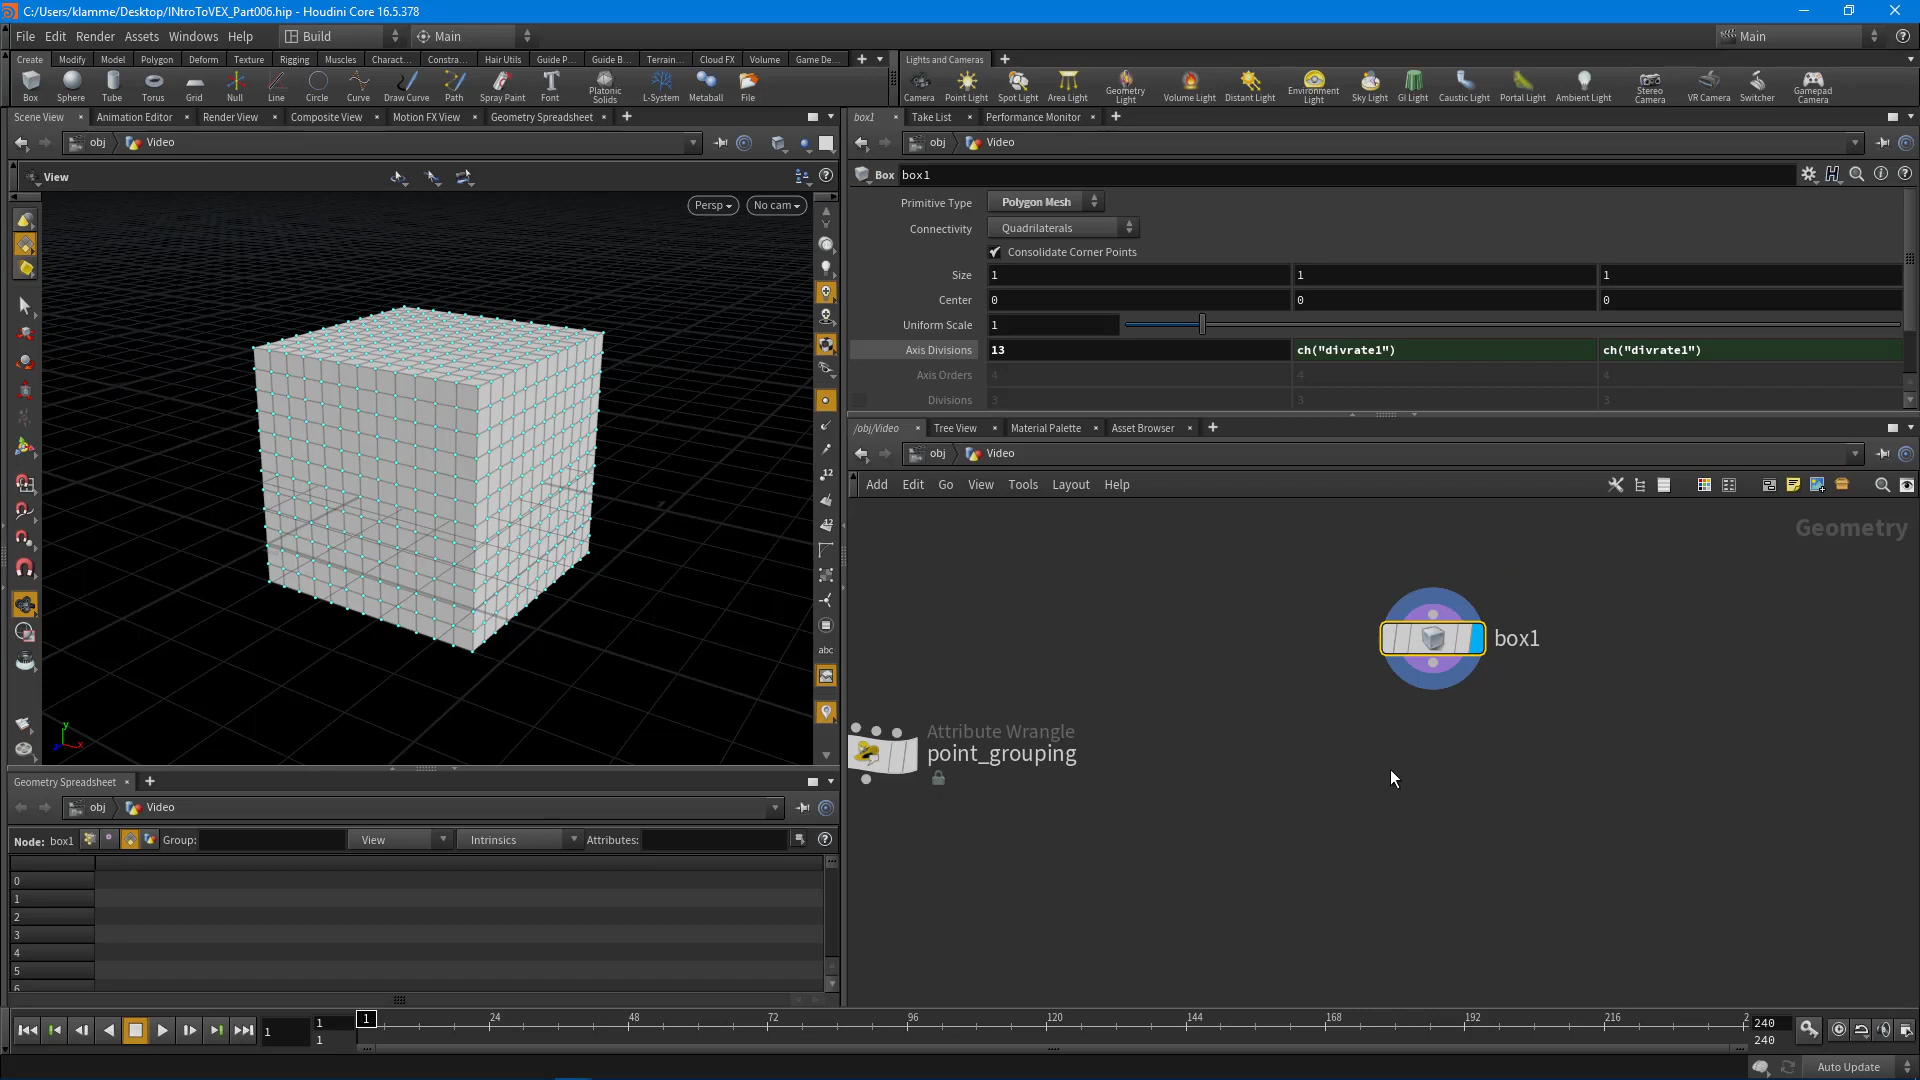 C:/Users/klamme/Desktop/INtroToVEX_Part006.hip - Houdini Core 16.5.378
File Edit Render Assets Windows Help Build Main Main
Create Modify Model Polygon Deform Texture Rigging Muscles Charact... Constra... Hair Utils Guide P... Guide B... Terrain... Cloud FX Volume Game De...
Box Sphere Tube Torus Grid Null Line Circle Curve Draw Curve Path Spray Paint Font Platonic Solids L-System Metaball File
Lights and Cameras
Camera Point Light Spot Light Area Light Geometry Light Volume Light Distant Light Environment Light Sky Light GI Light Caustic Light Portal Light Ambient Light Stereo Camera VR Camera Switcher Gamepad Camera
Scene View Animation Editor Render View Composite View Motion FX View Geometry Spreadsheet
obj Video
View
Persp No cam
12
12
abc
y
x
box1 Take List Performance Monitor
obj Video
Box box1
Primitive Type Polygon Mesh
Connectivity Quadrilaterals
Consolidate Corner Points
Size 1 1 1
Center 0 0 0
Uniform Scale 1
Axis Divisions 13 ch("divrate1") ch("divrate1")
Axis Orders 4 4 4
Divisions 3 3 3
/obj/Video Tree View Material Palette Asset Browser
obj Video
Add Edit Go View Tools Layout Help
Geometry
box1
Attribute Wrangle
point_grouping
Geometry Spreadsheet
obj Video
Node: box1 Group: View Intrinsics Attributes:
0
1
2
3
4
5
6
1 1 1 1 24 48 72 96 120 144 168 192 216 2 240 240
Auto Update